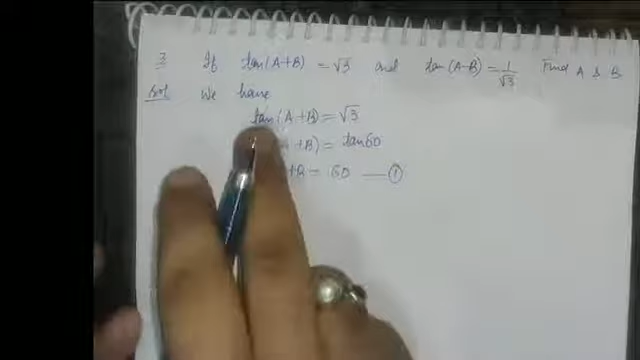 3 If tan(A+B) = √3 and tan(A-B) = 1/√3 Find A & B
Sol We have
tan(A+B) = √3
+B) = tan60
+B = 60 —— ①